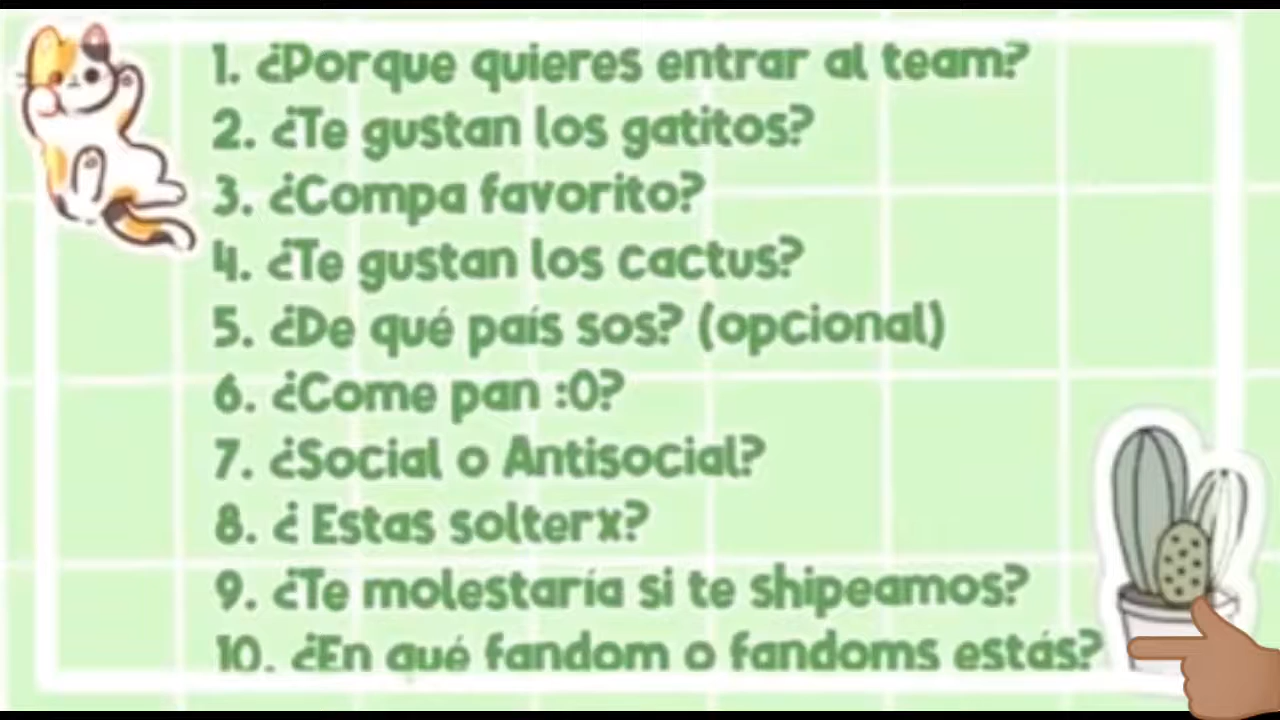 1. ¿Porque quieres entrar al team?
2. ¿Te gustan los gatitos?
3. ¿Compa favorito?
4. ¿Te gustan los cactus?
5. ¿De qué país sos? (opcional)
6. ¿Come pan :0?
7. ¿Social o Antisocial?
8. ¿ Estas solterx?
9. ¿Te molestaría si te shipeamos?
10. ¿En qué fandom o fandoms estás?